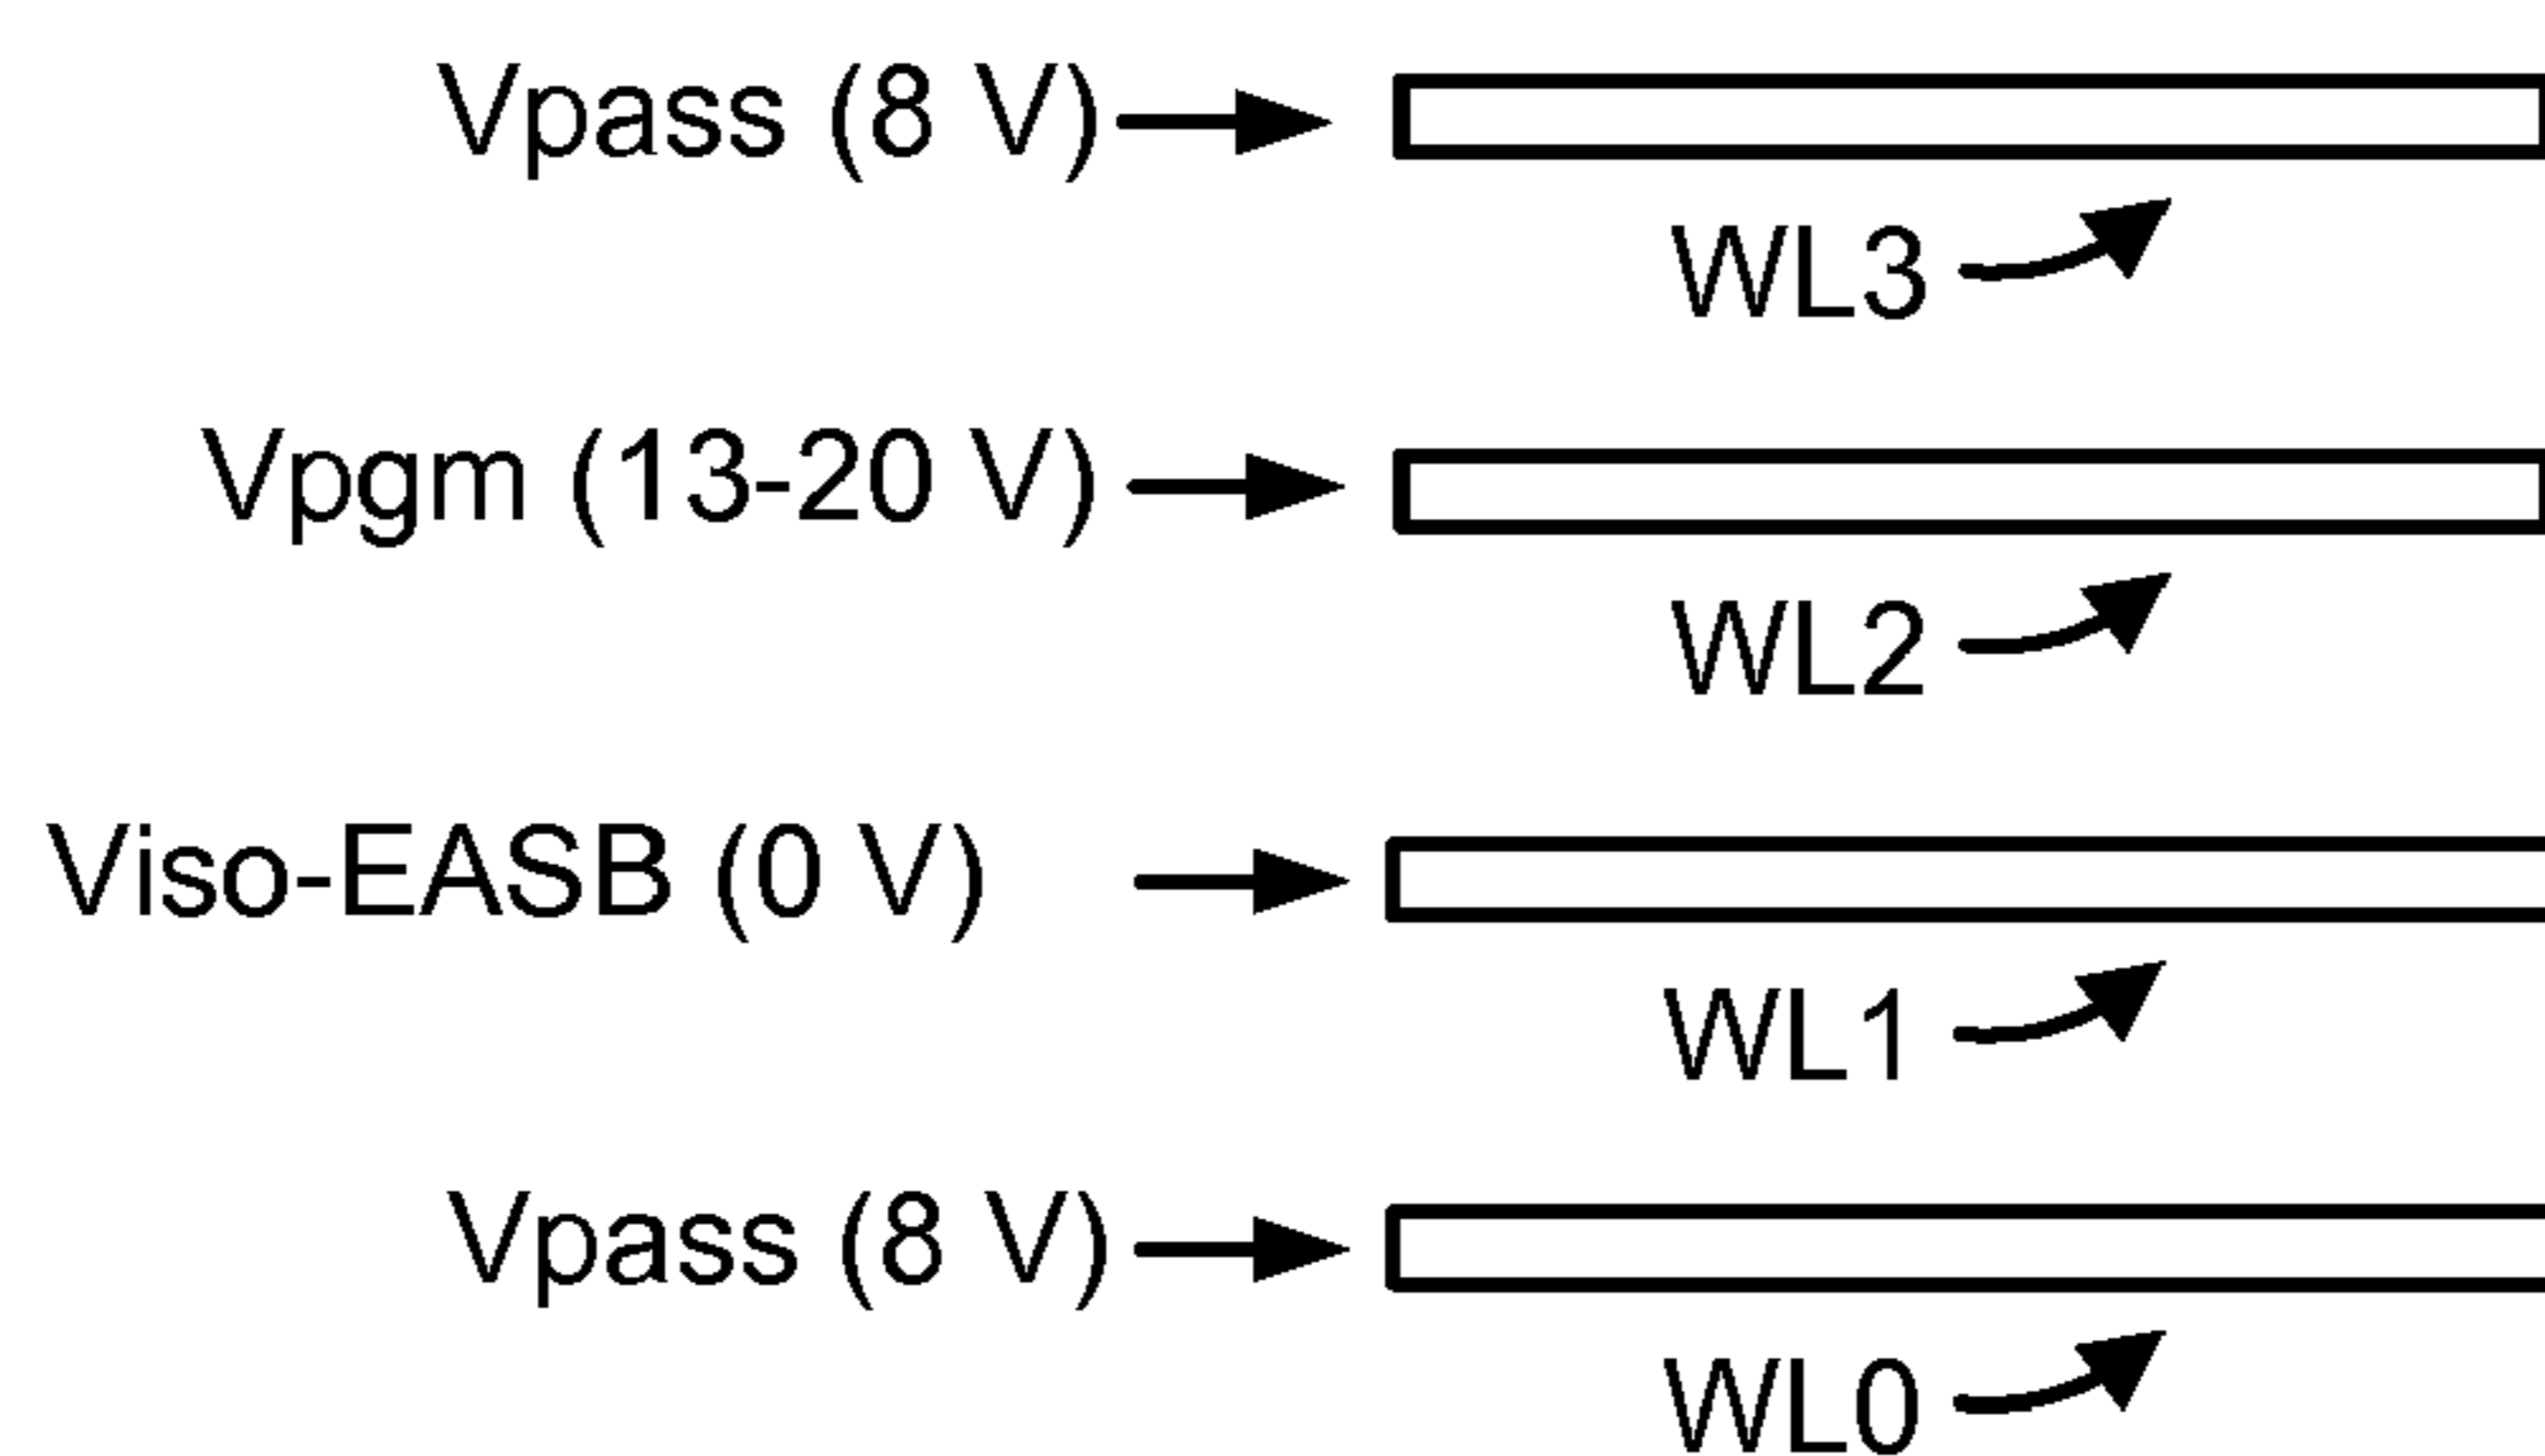 Vpass (8 V)
WL3
Vpgm (13-20 V)
WL2
Viso-EASB (0 V)
WL1
Vpass (8 V)
WL0